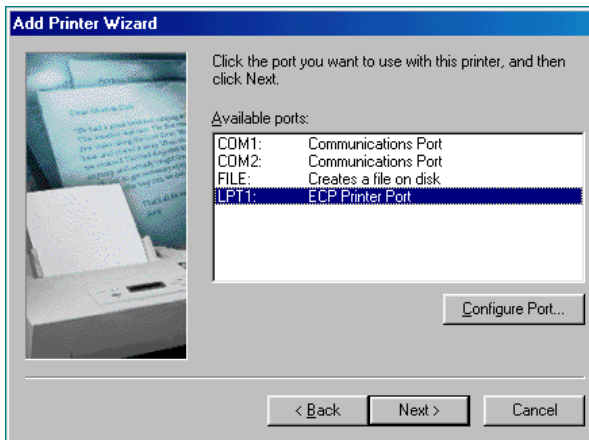 Add Printer Wizard
Click the port you want to use with this printer, and then
click Next.
Available ports:
COM1: Communications Port
COM2: Communications Port
FILE: Creates a file on disk
LPT1: ECP Printer Port
Configure Port...
< Back Next > Cancel